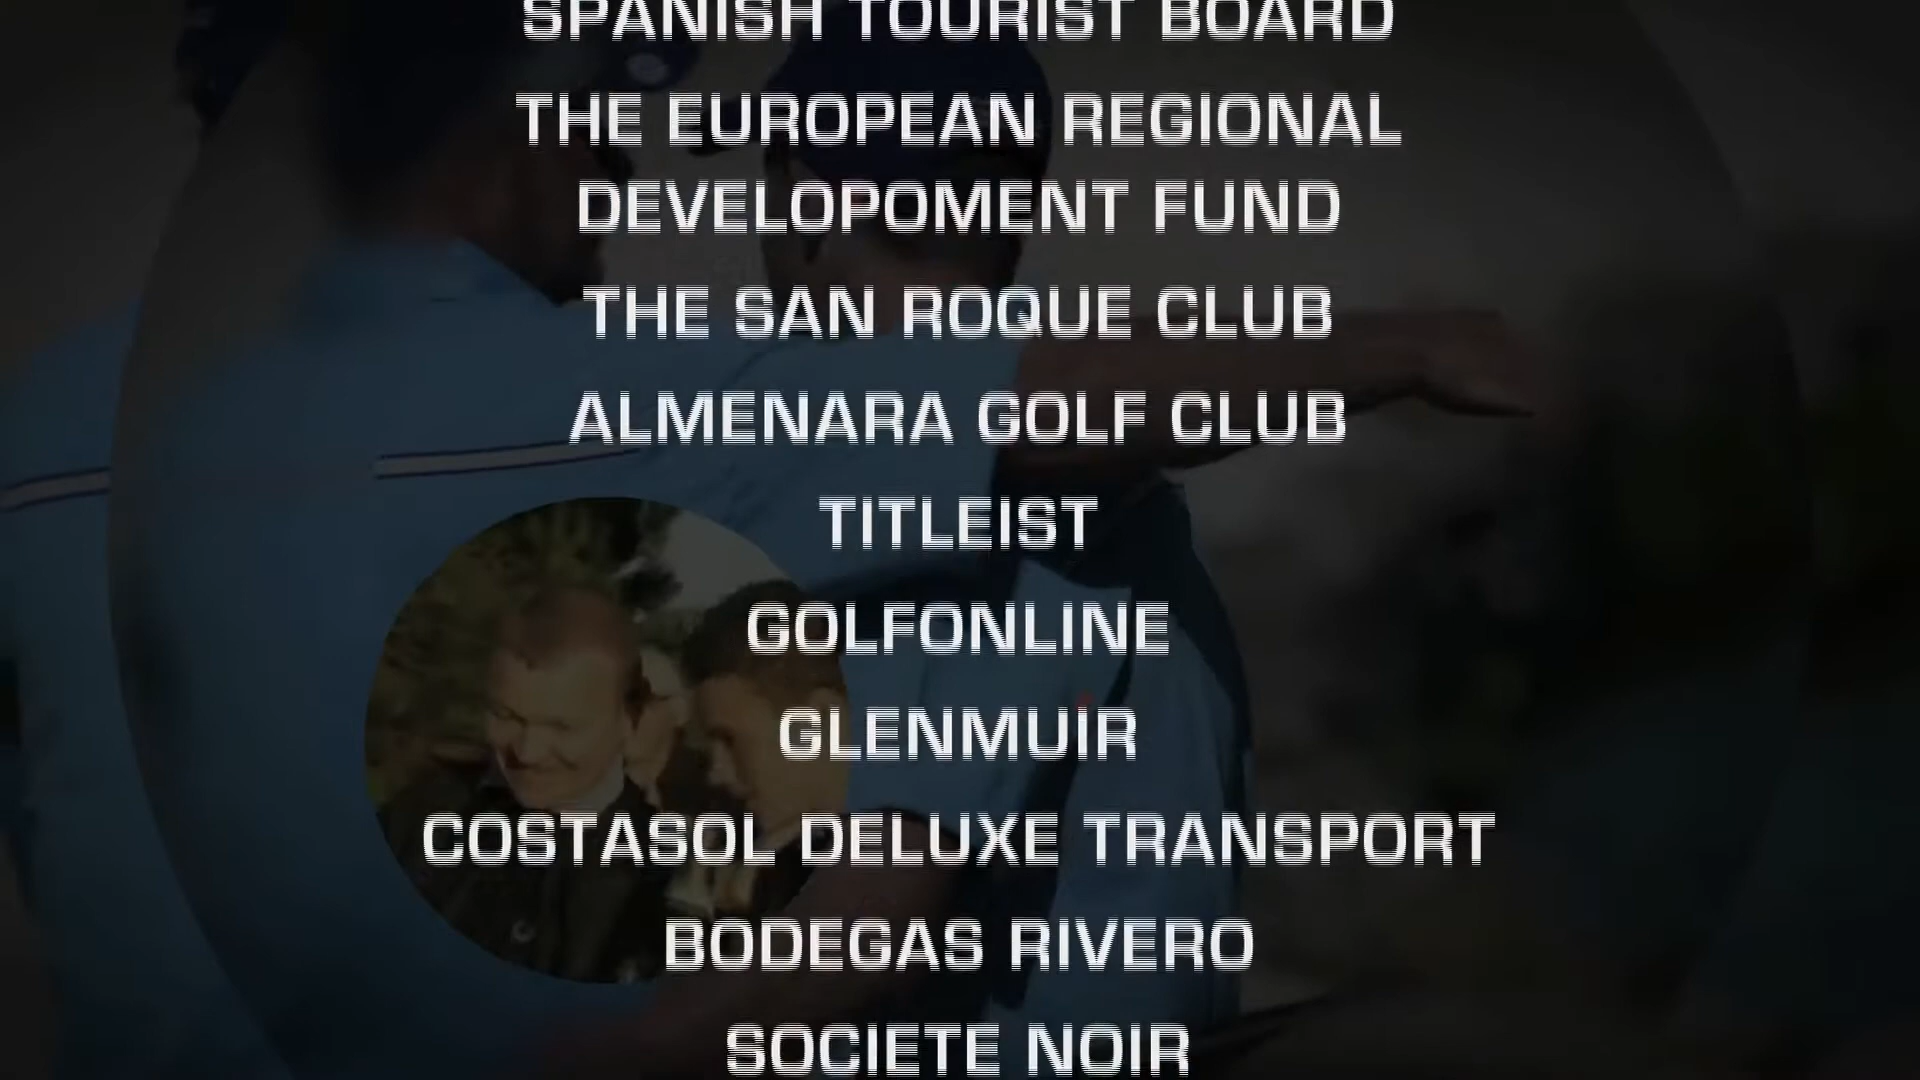 SPANISH TOURIST BOARD
THE EUROPEAN REGIONAL
DEVELOPOMENT FUND
THE SAN ROQUE CLUB
ALMENARA GOLF CLUB
TITLEIST
GOLFONLINE
GLENMUIR
COSTASOL DELUXE TRANSPORT
BODEGAS RIVERO
SOCIETE NOIR